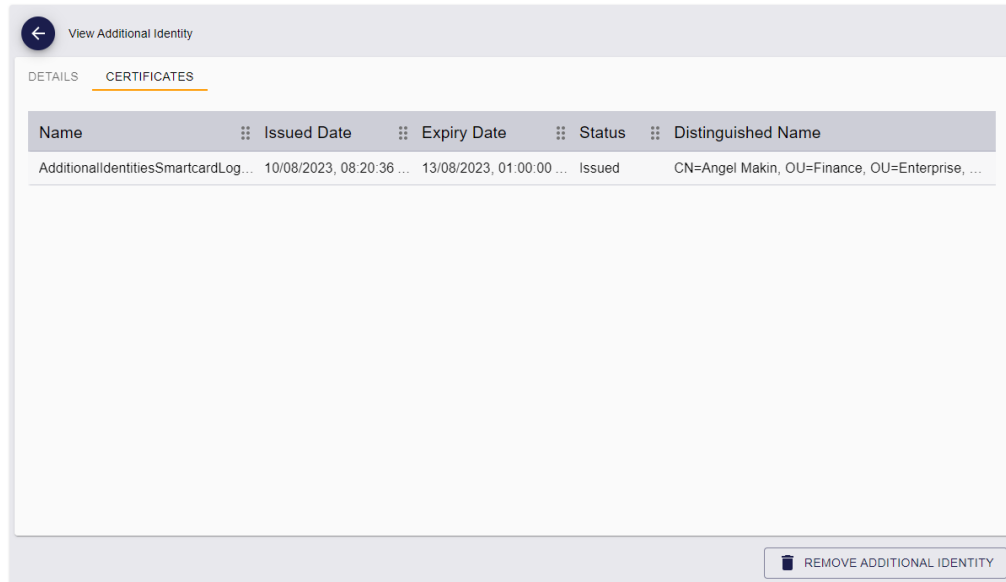 View Additional Identity
DETAILS CERTIFICATES
Name Issued Date Expiry Date Status Distinguished Name
AdditionalIdentitiesSmartcardLog... 10/08/2023, 08:20:36 ... 13/08/2023, 01:00:00 ... Issued CN=Angel Makin, OU=Finance, OU=Enterprise, ...
REMOVE ADDITIONAL IDENTITY